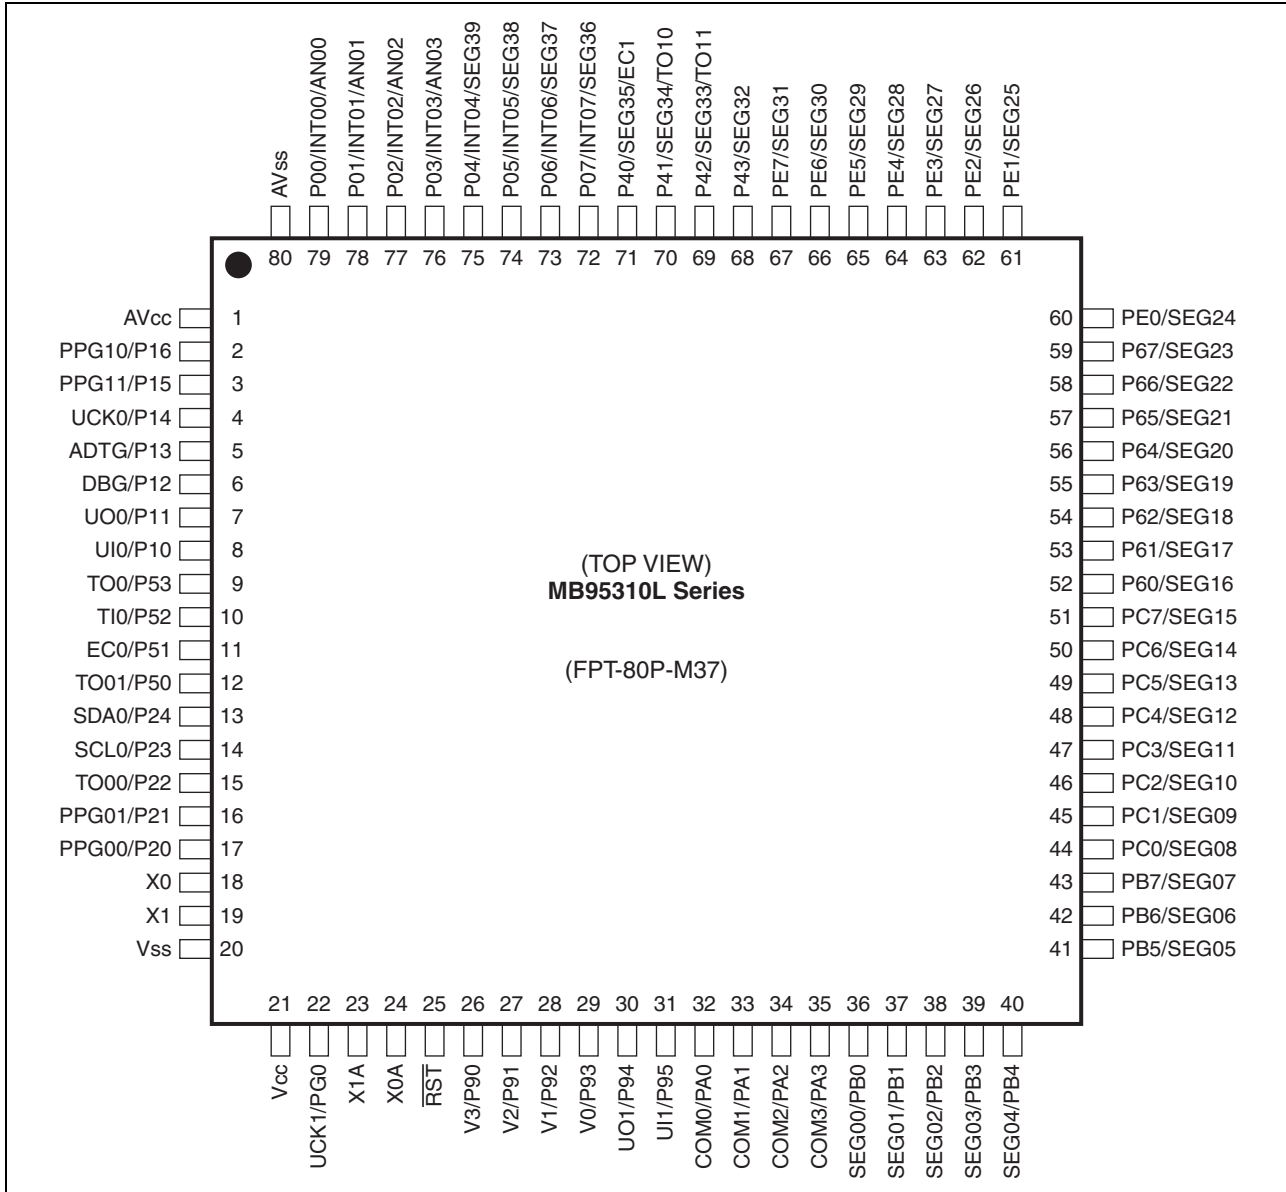 AVss
P00/INT00/AN00
P01/INT01/AN01
P02/INT02/AN02
P03/INT03/AN03
P04/INT04/SEG39
P05/INT05/SEG38
P06/INT06/SEG37
P07/INT07/SEG36
P40/SEG35/EC1
P41/SEG34/TO10
P42/SEG33/TO11
P43/SEG32
PE7/SEG31
PE6/SEG30
PE5/SEG29
PE4/SEG28
PE3/SEG27
PE2/SEG26
PE1/SEG25
80 79 78 77 76 75 74 73 72 71 70 69 68 67 66 65 64 63 62 61
AVcc 1
PPG10/P16 2
PPG11/P15 3
UCK0/P14 4
ADTG/P13 5
DBG/P12 6
UO0/P11 7
UI0/P10 8
TO0/P53 9
TI0/P52 10
EC0/P51 11
TO01/P50 12
SDA0/P24 13
SCL0/P23 14
TO00/P22 15
PPG01/P21 16
PPG00/P20 17
X0 18
X1 19
Vss 20
(TOP VIEW)
MB95310L Series
(FPT-80P-M37)
60 PE0/SEG24
59 P67/SEG23
58 P66/SEG22
57 P65/SEG21
56 P64/SEG20
55 P63/SEG19
54 P62/SEG18
53 P61/SEG17
52 P60/SEG16
51 PC7/SEG15
50 PC6/SEG14
49 PC5/SEG13
48 PC4/SEG12
47 PC3/SEG11
46 PC2/SEG10
45 PC1/SEG09
44 PC0/SEG08
43 PB7/SEG07
42 PB6/SEG06
41 PB5/SEG05
21 22 23 24 25 26 27 28 29 30 31 32 33 34 35 36 37 38 39 40
Vcc
UCK1/PG0
X1A
X0A
RST
V3/P90
V2/P91
V1/P92
V0/P93
UO1/P94
UI1/P95
COM0/PA0
COM1/PA1
COM2/PA2
COM3/PA3
SEG00/PB0
SEG01/PB1
SEG02/PB2
SEG03/PB3
SEG04/PB4